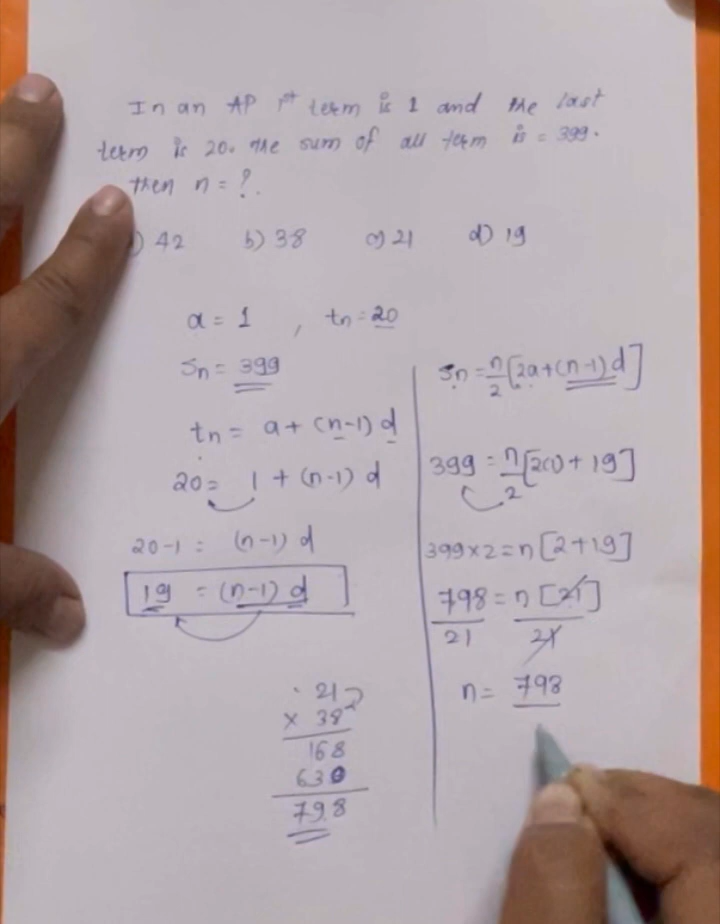 In an AP 1st term is 1 and the last
term is 20. The sum of all term is = 399.
then n = ?.
) 42 b) 38 c) 21 d) 19
a = 1 , tn = 20
Sn = 399
tn = a + (n-1) d
20 = 1 + (n-1) d
20-1 = (n-1) d
19 = (n-1) d
21
× 38
168
630
798
Sn = n/2 [2a+(n-1)d]
399 = n/2 [2(1) + 19]
399×2 = n [2+19]
798/21 = n [21]/21
n = 798